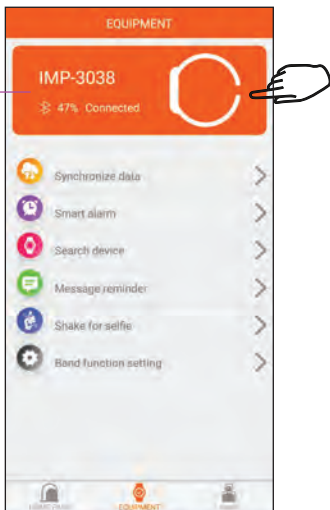 EQUIPMENT
IMP-3038
47% Connected
Synchronize data
Smart alarm
Search device
Message reminder
Shake for selfie
Band function setting
EQUIPMENT